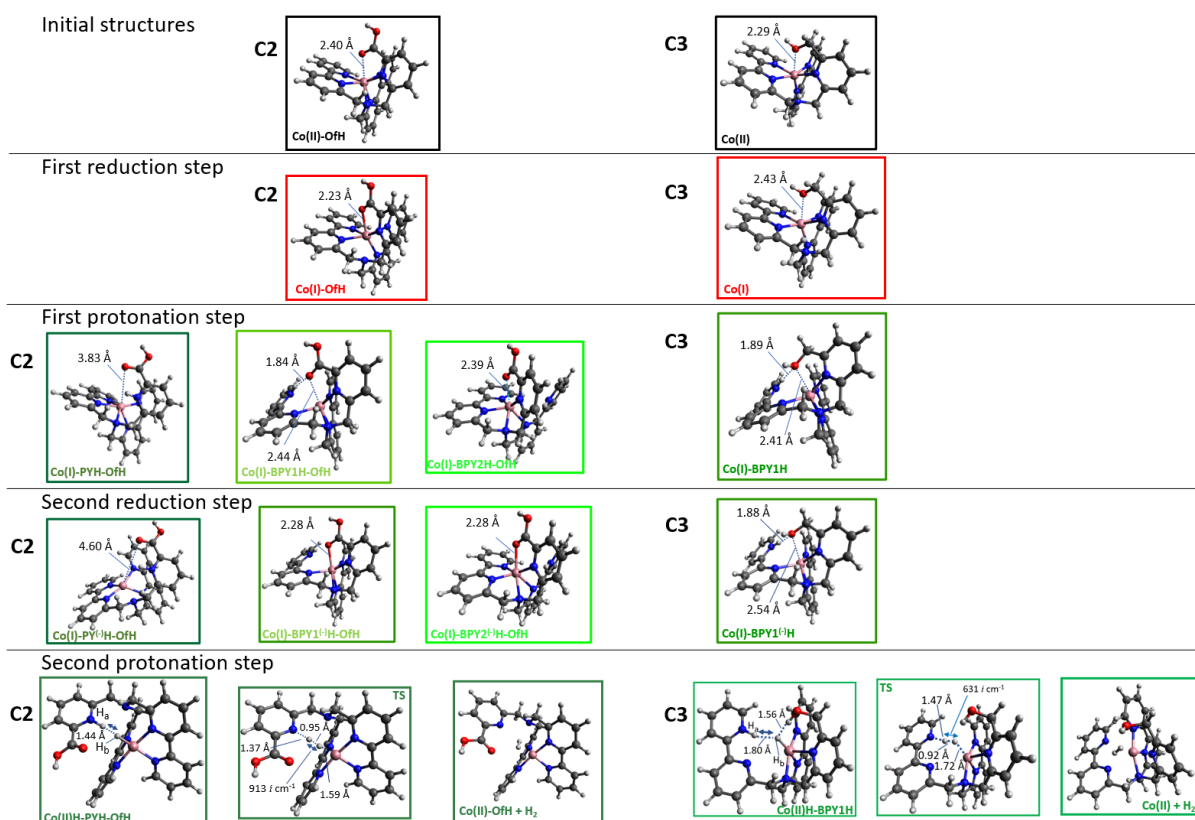 Initial structures
C2
2.40 Å
Co(II)-OfH
C3
2.29 Å
Co(II)
First reduction step
C2
2.23 Å
Co(I)-OfH
C3
2.43 Å
Co(I)
First protonation step
C2
3.83 Å
Co(I)-PYH-OfH
1.84 Å
2.44 Å
Co(I)-BPY1H-OfH
2.39 Å
Co(I)-BPY2H-OfH
C3
1.89 Å
2.41 Å
Co(I)-BPY1H
Second reduction step
C2
4.60 Å
Co(I)-PY(-)H-OfH
2.28 Å
Co(I)-BPY1(-)H-OfH
2.28 Å
Co(I)-BPY2(-)H-OfH
C3
1.88 Å
2.54 Å
Co(I)-BPY1(-)H
Second protonation step
C2
Ha
1.44 Å
Hb
Co(II)H-PYH-OfH
TS
0.95 Å
1.37 Å
913 i cm-1
1.59 Å
Co(II)-OfH + H2
C3
1.56 Å
Ha
1.80 Å
Hb
Co(II)H-BPY1H
TS
1.47 Å
631 i cm-1
0.92 Å
1.72 Å
Co(II) + H2